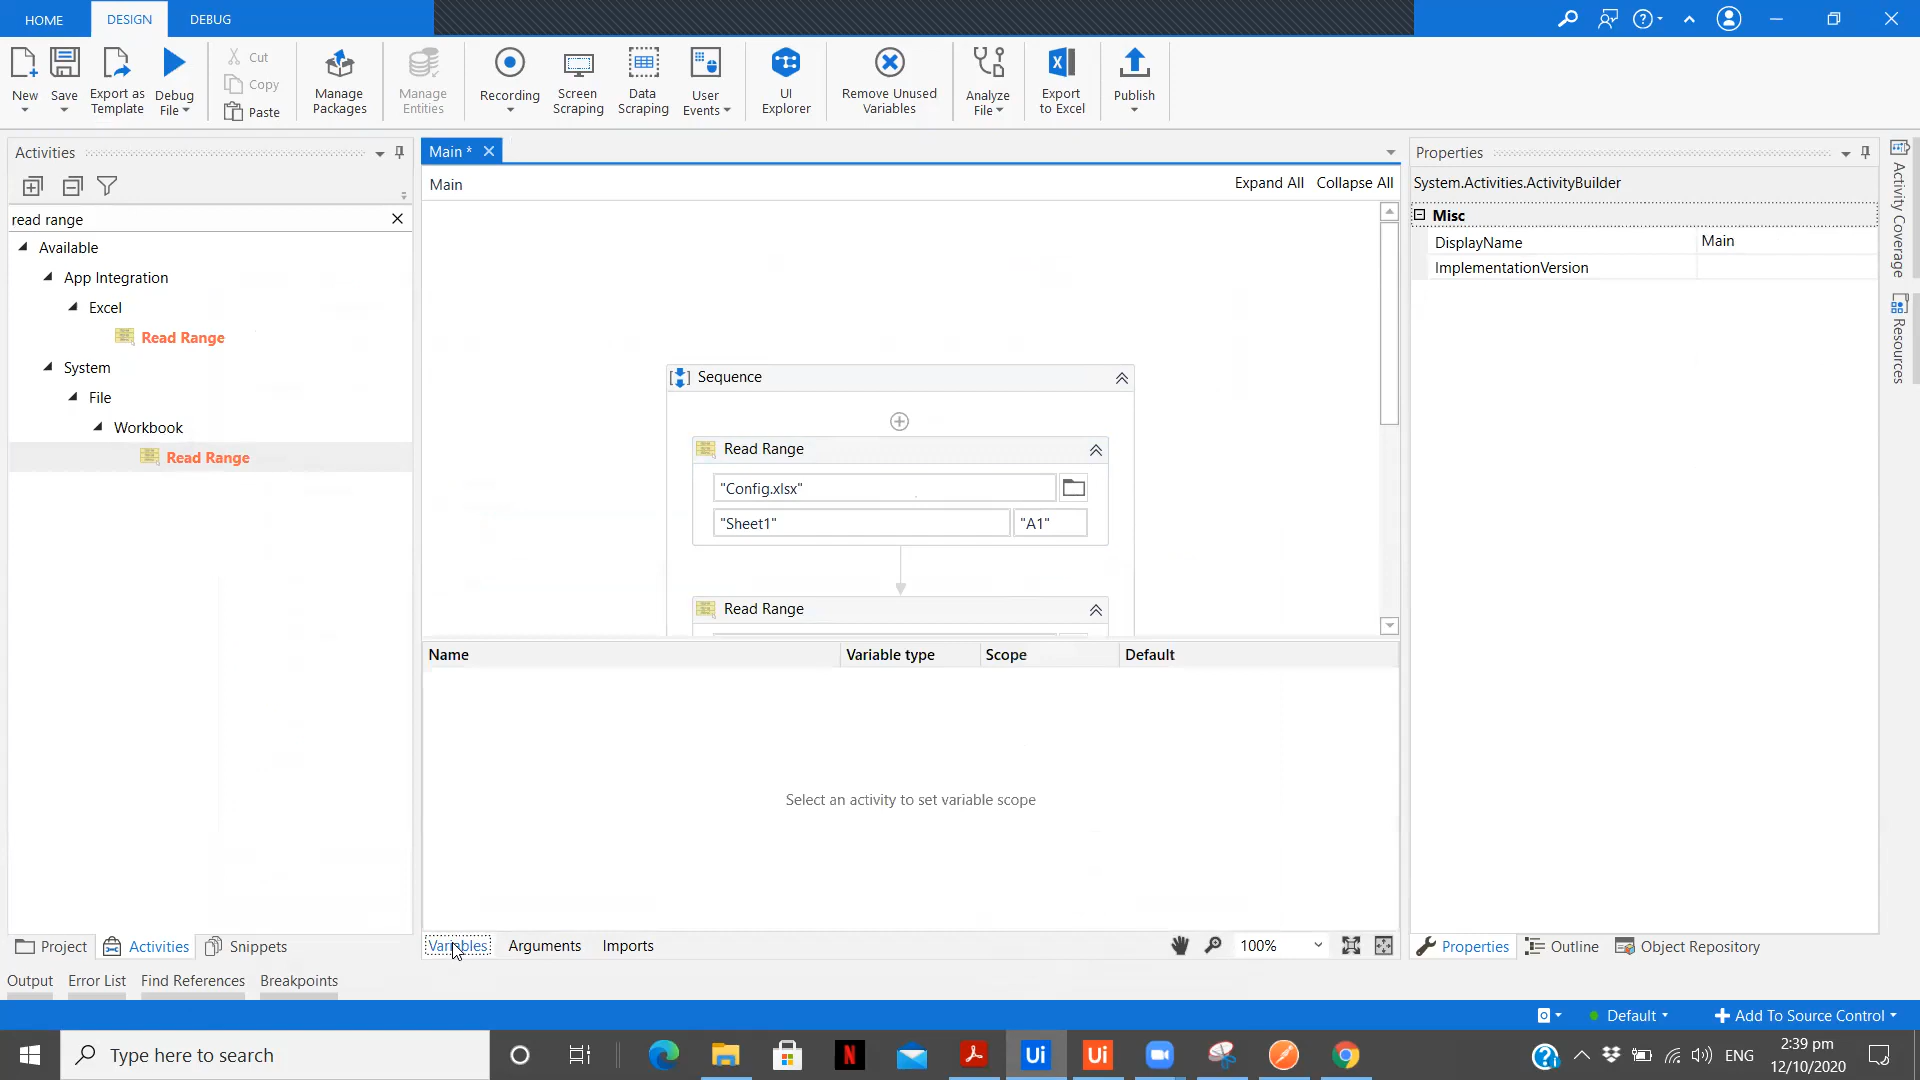 HOME DESIGN DEBUG
New
Save
Export as
Template
Debug
File
Cut
Copy
Paste
Manage
Packages
Manage
Entities
Recording
Screen
Scraping
Data
Scraping
User
Events
UI
Explorer
Remove Unused
Variables
Analyze
File
Export
to Excel
Publish
Activities
read range
Available
App Integration
Excel
Read Range
System
File
Workbook
Read Range
Main *
Main
Expand All Collapse All
Sequence
Read Range
"Config.xlsx"
"Sheet1" "A1"
Read Range
Name Variable type Scope Default
Select an activity to set variable scope
Variables Arguments Imports 100%
Properties
System.Activities.ActivityBuilder
Misc
DisplayName Main
ImplementationVersion
Activity Coverage
Resources
Project Activities Snippets
Properties Outline Object Repository
Output Error List Find References Breakpoints
Default Add To Source Control
Type here to search
N
Ui
Ui
ENG
2:39 pm
12/10/2020